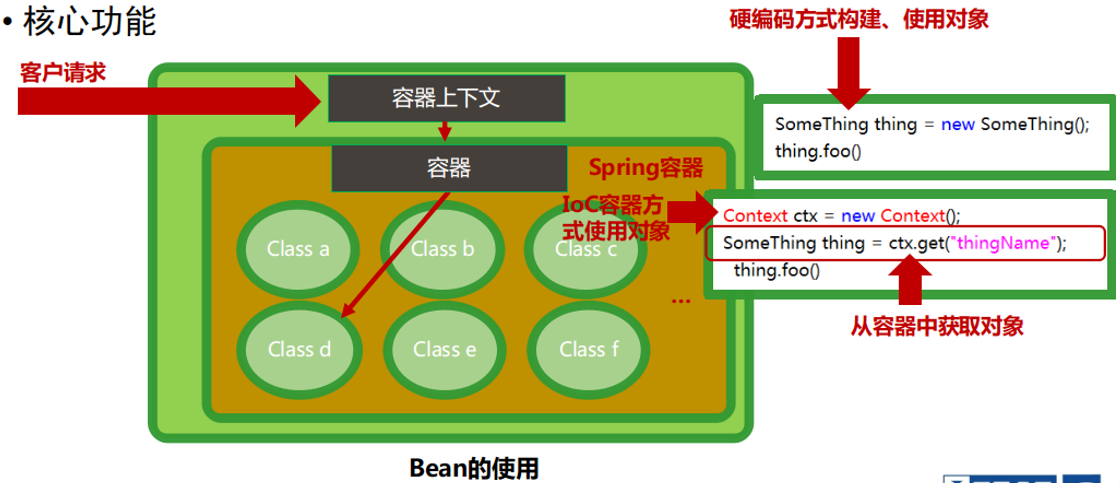 • 核心功能
硬编码方式构建、使用对象
客户请求
容器上下文
SomeThing thing = new SomeThing();
thing.foo()
容器
Spring容器
IoC容器方
式使用对象
Context ctx = new Context();
SomeThing thing = ctx.get("thingName");
thing.foo()
Class a
Class b
Class c
...
从容器中获取对象
Class d
Class e
Class f
Bean的使用